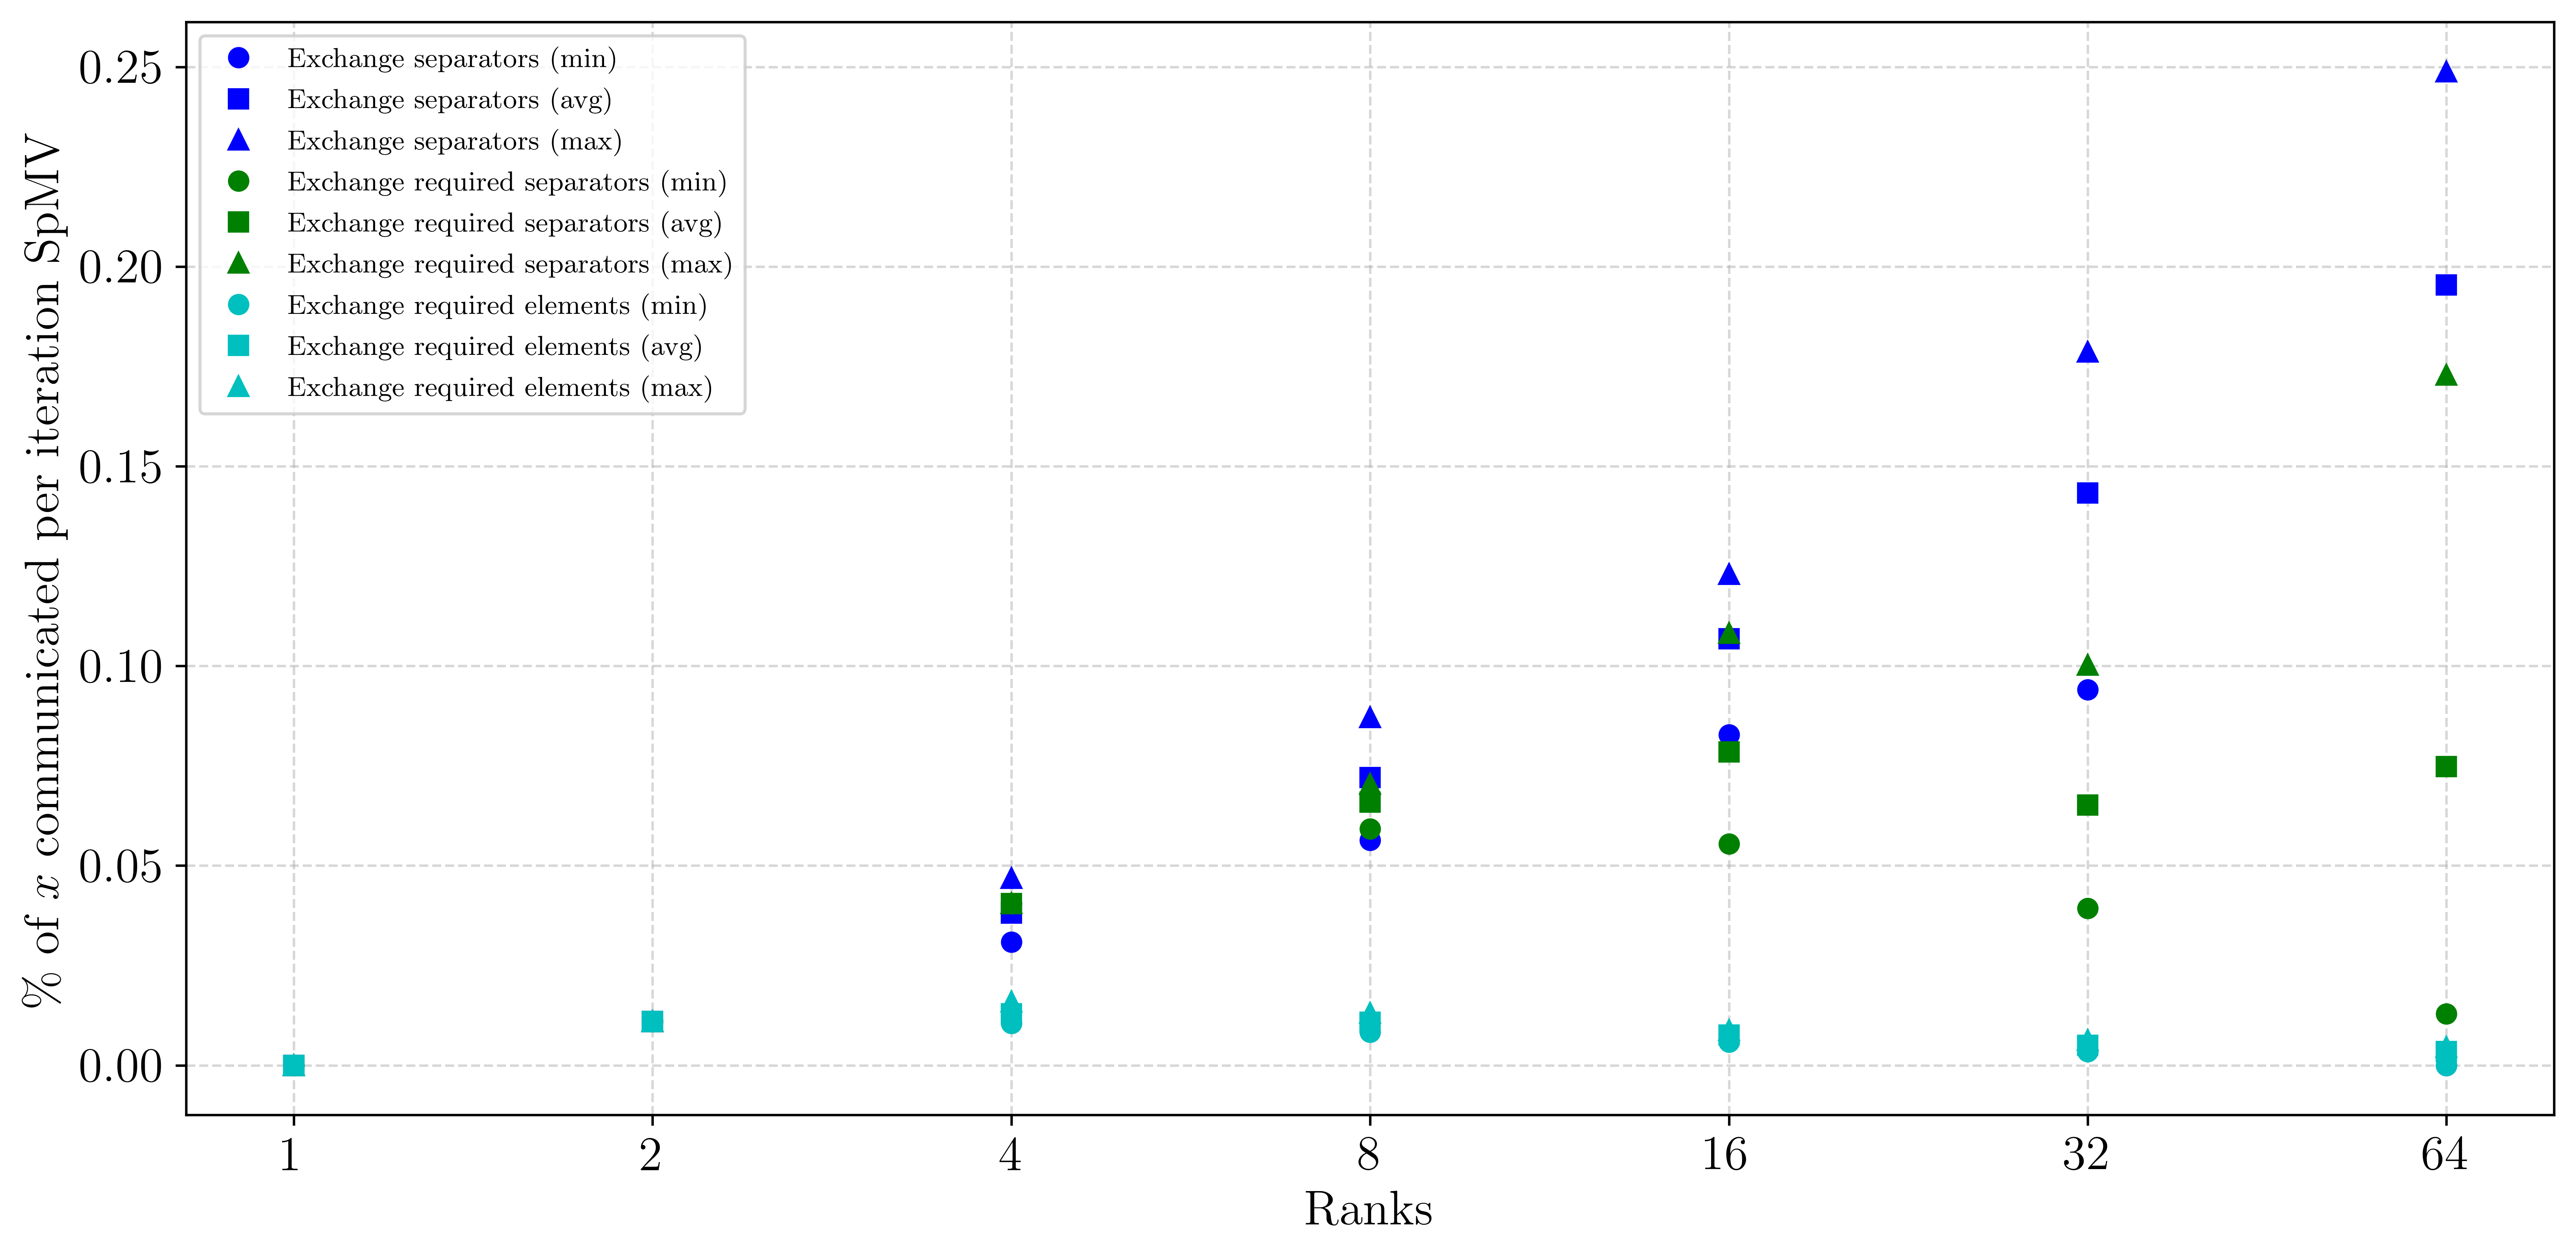 Exchange separators (min)
Exchange separators (avg)
Exchange separators (max)
Exchange required separators (min)
Exchange required separators (avg)
Exchange required separators (max)
Exchange required elements (min)
Exchange required elements (avg)
Exchange required elements (max)
% of x communicated per iteration SpMV
0.25
0.20
0.15
0.10
0.05
0.00
1 2 4 8 16 32 64
Ranks